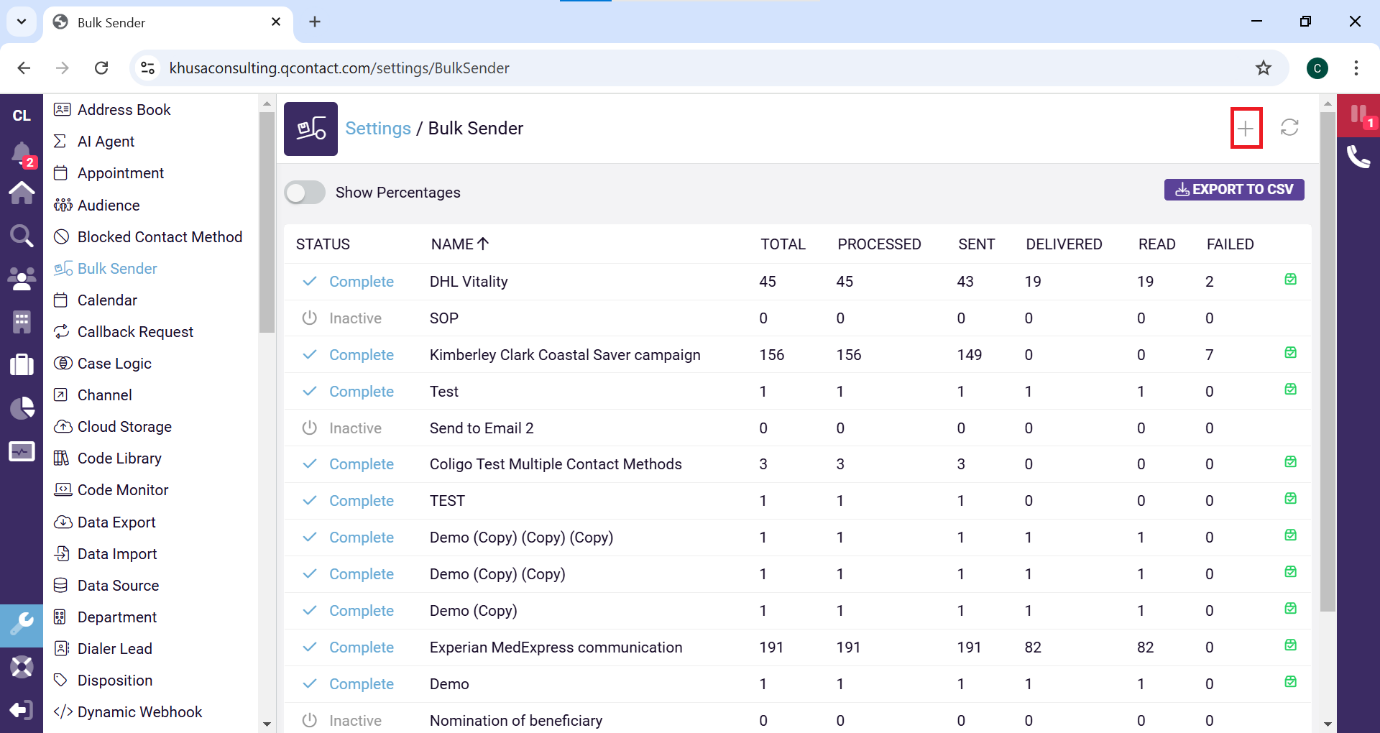 Bulk Sender
khusaconsulting.qcontact.com/settings/BulkSender
C
CL
2
1
Address Book
AI Agent
Appointment
Audience
Blocked Contact Method
Bulk Sender
Calendar
Callback Request
Case Logic
Channel
Cloud Storage
Code Library
Code Monitor
Data Export
Data Import
Data Source
Department
Dialer Lead
Disposition
Dynamic Webhook
Settings / Bulk Sender
Show Percentages
EXPORT TO CSV
STATUS NAME TOTAL PROCESSED SENT DELIVERED READ FAILED
Complete DHL Vitality 45 45 43 19 19 2
Inactive SOP 0 0 0 0 0 0
Complete Kimberley Clark Coastal Saver campaign 156 156 149 0 0 7
Complete Test 1 1 1 1 1 0
Inactive Send to Email 2 0 0 0 0 0 0
Complete Coligo Test Multiple Contact Methods 3 3 3 0 0 0
Complete TEST 1 1 1 0 0 0
Complete Demo (Copy) (Copy) (Copy) 1 1 1 1 1 0
Complete Demo (Copy) (Copy) 1 1 1 1 1 0
Complete Demo (Copy) 1 1 1 1 1 0
Complete Experian MedExpress communication 191 191 191 82 82 0
Complete Demo 1 1 1 1 1 0
Inactive Nomination of beneficiary 0 0 0 0 0 0